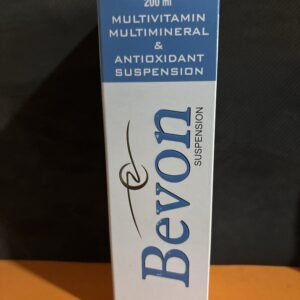 200 ml
MULTIVITAMIN
MULTIMINERAL
&
ANTIOXIDANT
SUSPENSION
Bevon
SUSPENSION